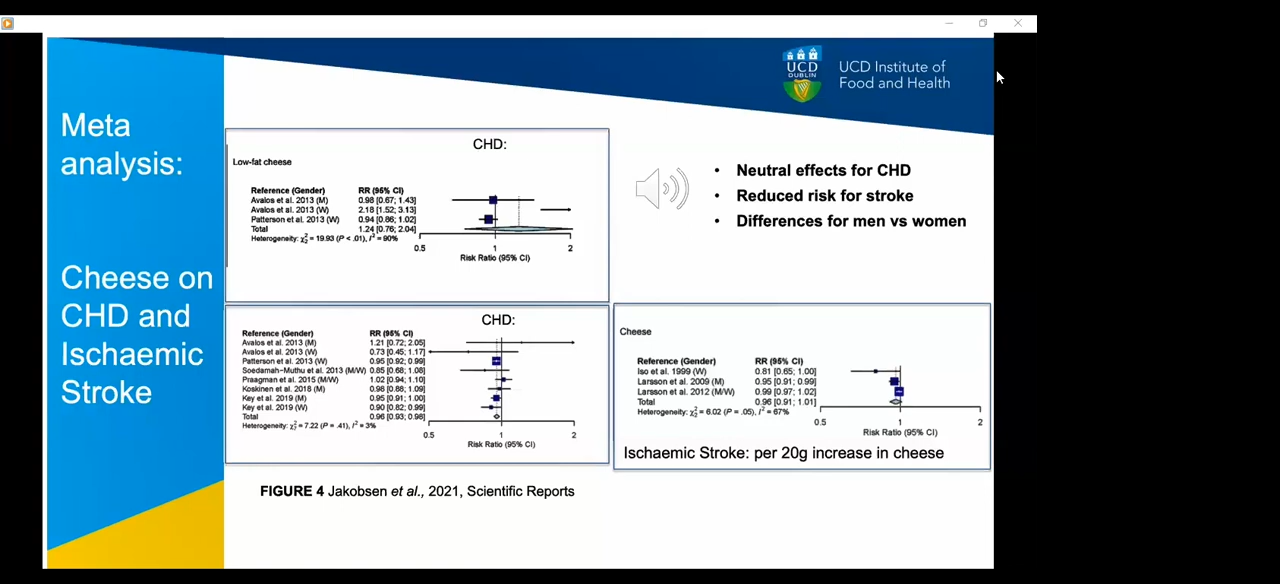 UCD
DUBLIN
UCD Institute of
Food and Health
Meta
analysis:
Cheese on
CHD and
Ischaemic
Stroke
CHD:
Low-fat cheese
Reference (Gender) RR (95% CI)
Avalos et al. 2013 (M) 0.98 [0.67; 1.43]
Avalos et al. 2013 (W) 2.18 [1.52; 3.13]
Patterson et al. 2013 (W) 0.94 [0.86; 1.02]
Total 1.24 [0.76; 2.04]
Heterogeneity: χ²₂ = 19.93 (P < .01), I² = 90%
0.5 1 2
Risk Ratio (95% CI)
• Neutral effects for CHD
• Reduced risk for stroke
• Differences for men vs women
CHD:
Reference (Gender) RR (95% CI)
Avalos et al. 2013 (M) 1.21 [0.72; 2.05]
Avalos et al. 2013 (W) 0.73 [0.45; 1.17]
Patterson et al. 2013 (W) 0.95 [0.92; 0.99]
Soedamah-Muthu et al. 2013 (M/W) 0.85 [0.68; 1.08]
Praagman et al. 2015 (M/W) 1.02 [0.94; 1.10]
Koskinen et al. 2018 (M) 0.98 [0.88; 1.09]
Key et al. 2019 (M) 0.95 [0.91; 1.00]
Key et al. 2019 (W) 0.90 [0.82; 0.99]
Total 0.96 [0.93; 0.98]
Heterogeneity: χ²₇ = 7.22 (P = .41), I² = 3%
0.5 1 2
Risk Ratio (95% CI)
Cheese
Reference (Gender) RR (95% CI)
Iso et al. 1999 (W) 0.81 [0.65; 1.00]
Larsson et al. 2009 (M) 0.95 [0.91; 0.99]
Larsson et al. 2012 (M/W) 0.99 [0.97; 1.02]
Total 0.96 [0.91; 1.01]
Heterogeneity: χ²₂ = 6.02 (P = .05), I² = 67%
0.5 1 2
Risk Ratio (95% CI)
Ischaemic Stroke: per 20g increase in cheese
FIGURE 4 Jakobsen et al., 2021, Scientific Reports